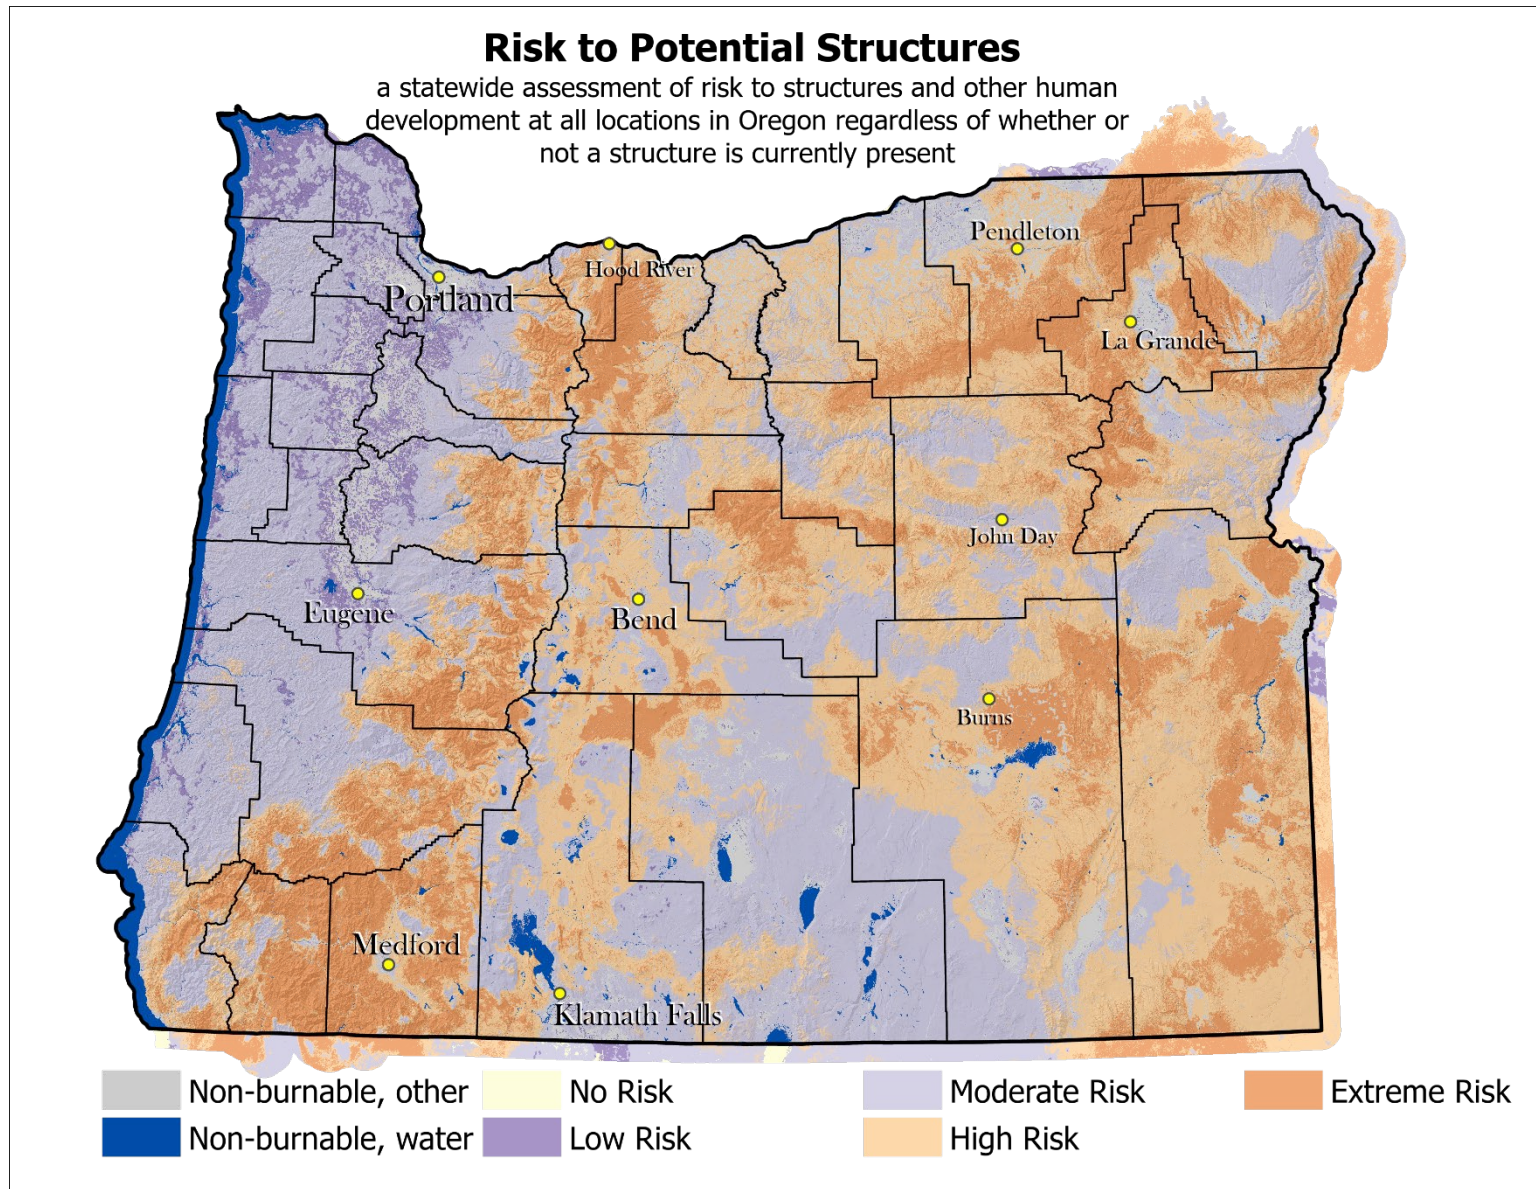 Risk to Potential Structures
a statewide assessment of risk to structures and other human
development at all locations in Oregon regardless of whether or
not a structure is currently present
Pendleton
Hood River
Portland
La Grande
John Day
Eugene
Bend
Burns
Medford
Klamath Falls
Non-burnable, other
No Risk
Moderate Risk
Extreme Risk
Non-burnable, water
Low Risk
High Risk